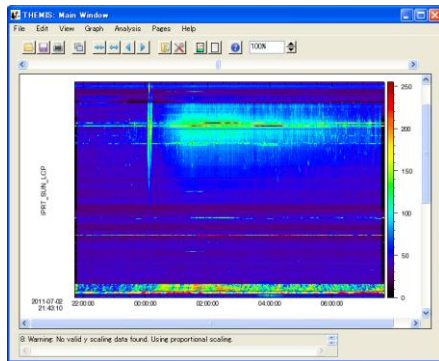 THEMIS: Main Window
File Edit View Graph Analysis Pages Help
100%
IPRT_SUN_LCP
250
200
150
100
50
0
2011-07-02 22:00:00 00:00:00 02:00:00 04:00:00 06:00:00
21:43:10
8: Warning: No valid y scaling data found. Using proportional scaling.